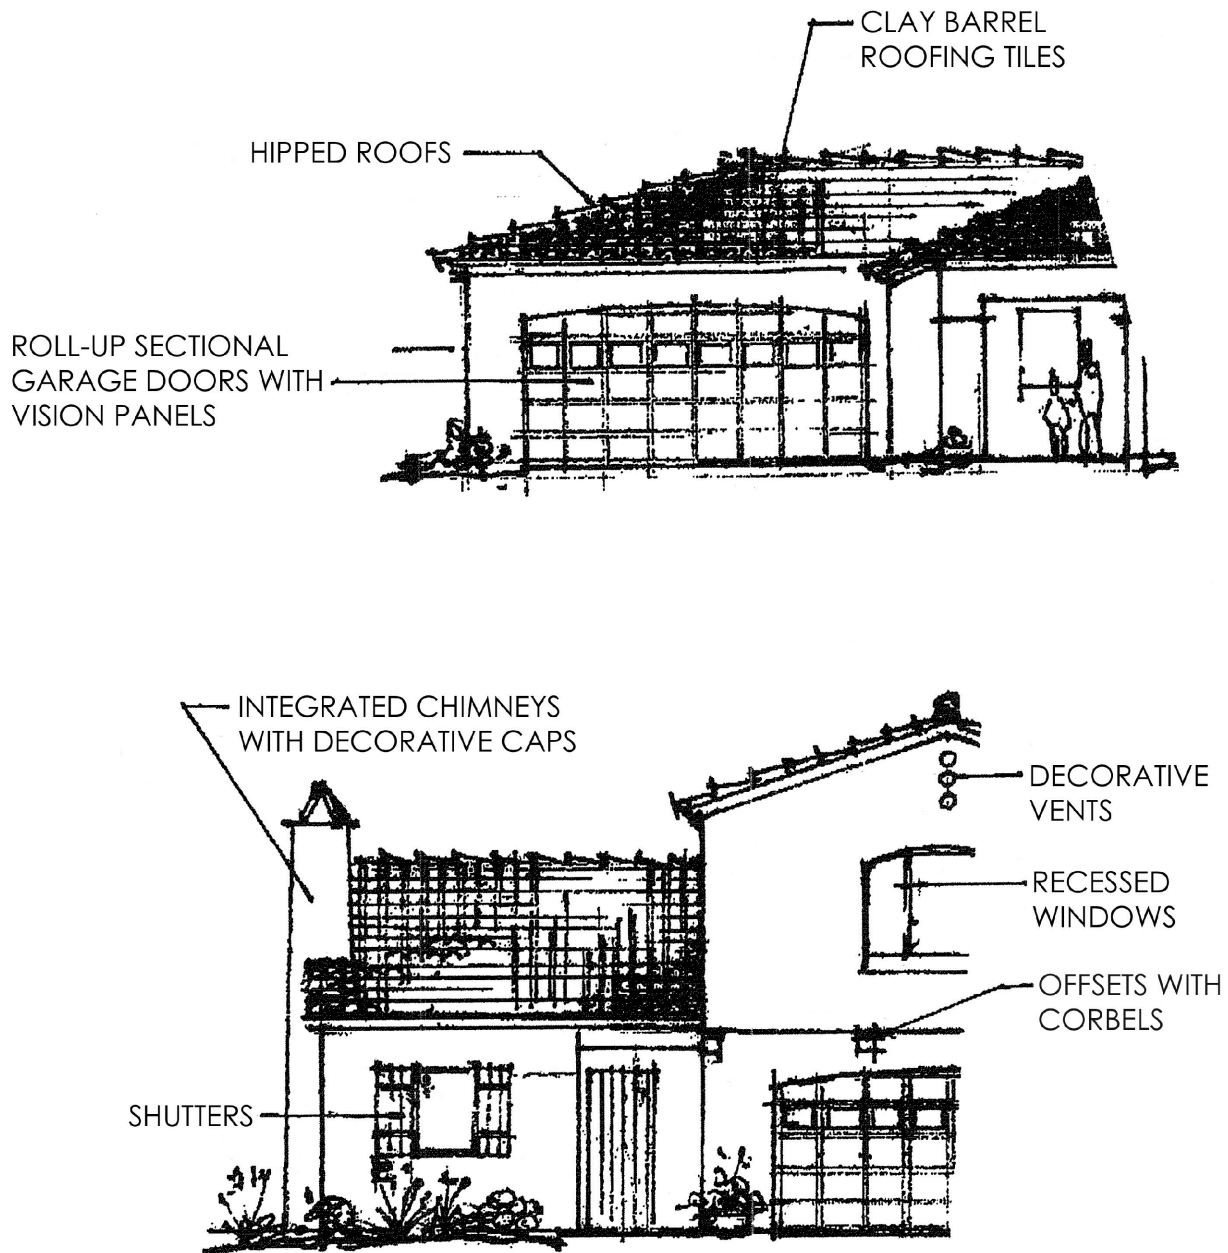 CLAY BARREL
ROOFING TILES
HIPPED ROOFS
ROLL-UP SECTIONAL
GARAGE DOORS WITH
VISION PANELS
INTEGRATED CHIMNEYS
WITH DECORATIVE CAPS
DECORATIVE
VENTS
RECESSED
WINDOWS
OFFSETS WITH
CORBELS
SHUTTERS